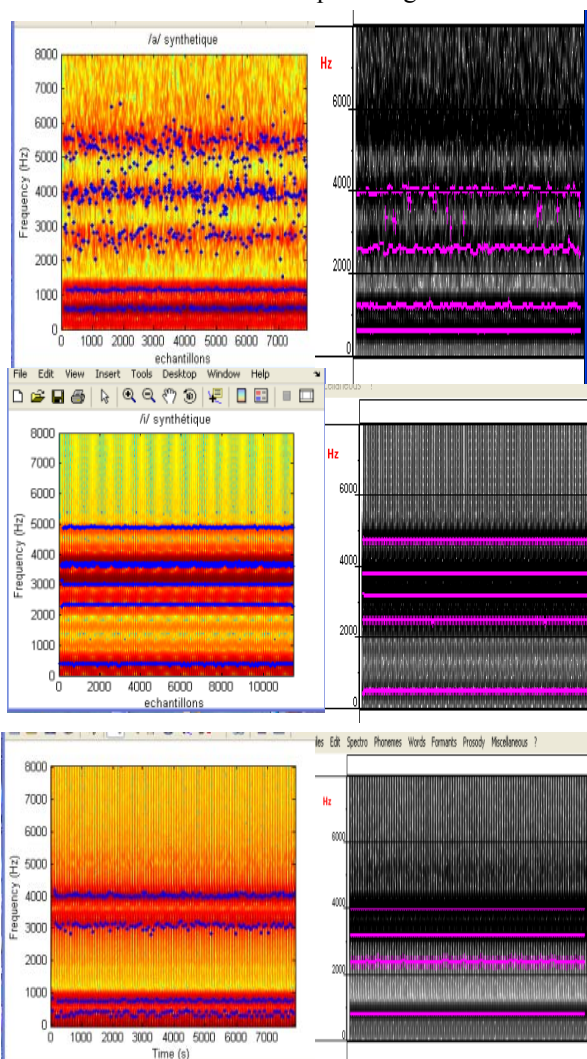 /a/ synthetique
8000
7000
6000
5000
4000
3000
2000
1000
0
Frequency (Hz)
0 1000 2000 3000 4000 5000 6000 7000
echantillons
Hz
6000
4000
2000
0
File Edit View Insert Tools Desktop Window Help
/i/ synthétique
8000
7000
6000
5000
4000
3000
2000
1000
0
Frequency (Hz)
0 2000 4000 6000 8000 10000
echantillons
Hz
6000
4000
2000
0
8000
7000
6000
5000
4000
3000
2000
1000
0
Frequency (Hz)
0 1000 2000 3000 4000 5000 6000 7000
Time (s)
Edit Spectro Phonemes Words Formants Prosody Miscellaneous ?
Hz
6000
4000
2000
0